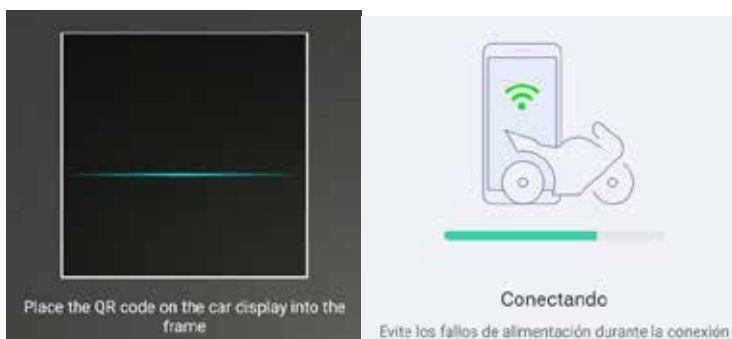 Place the QR code on the car display into the
frame
Conectando
Evite los fallos de alimentación durante la conexión